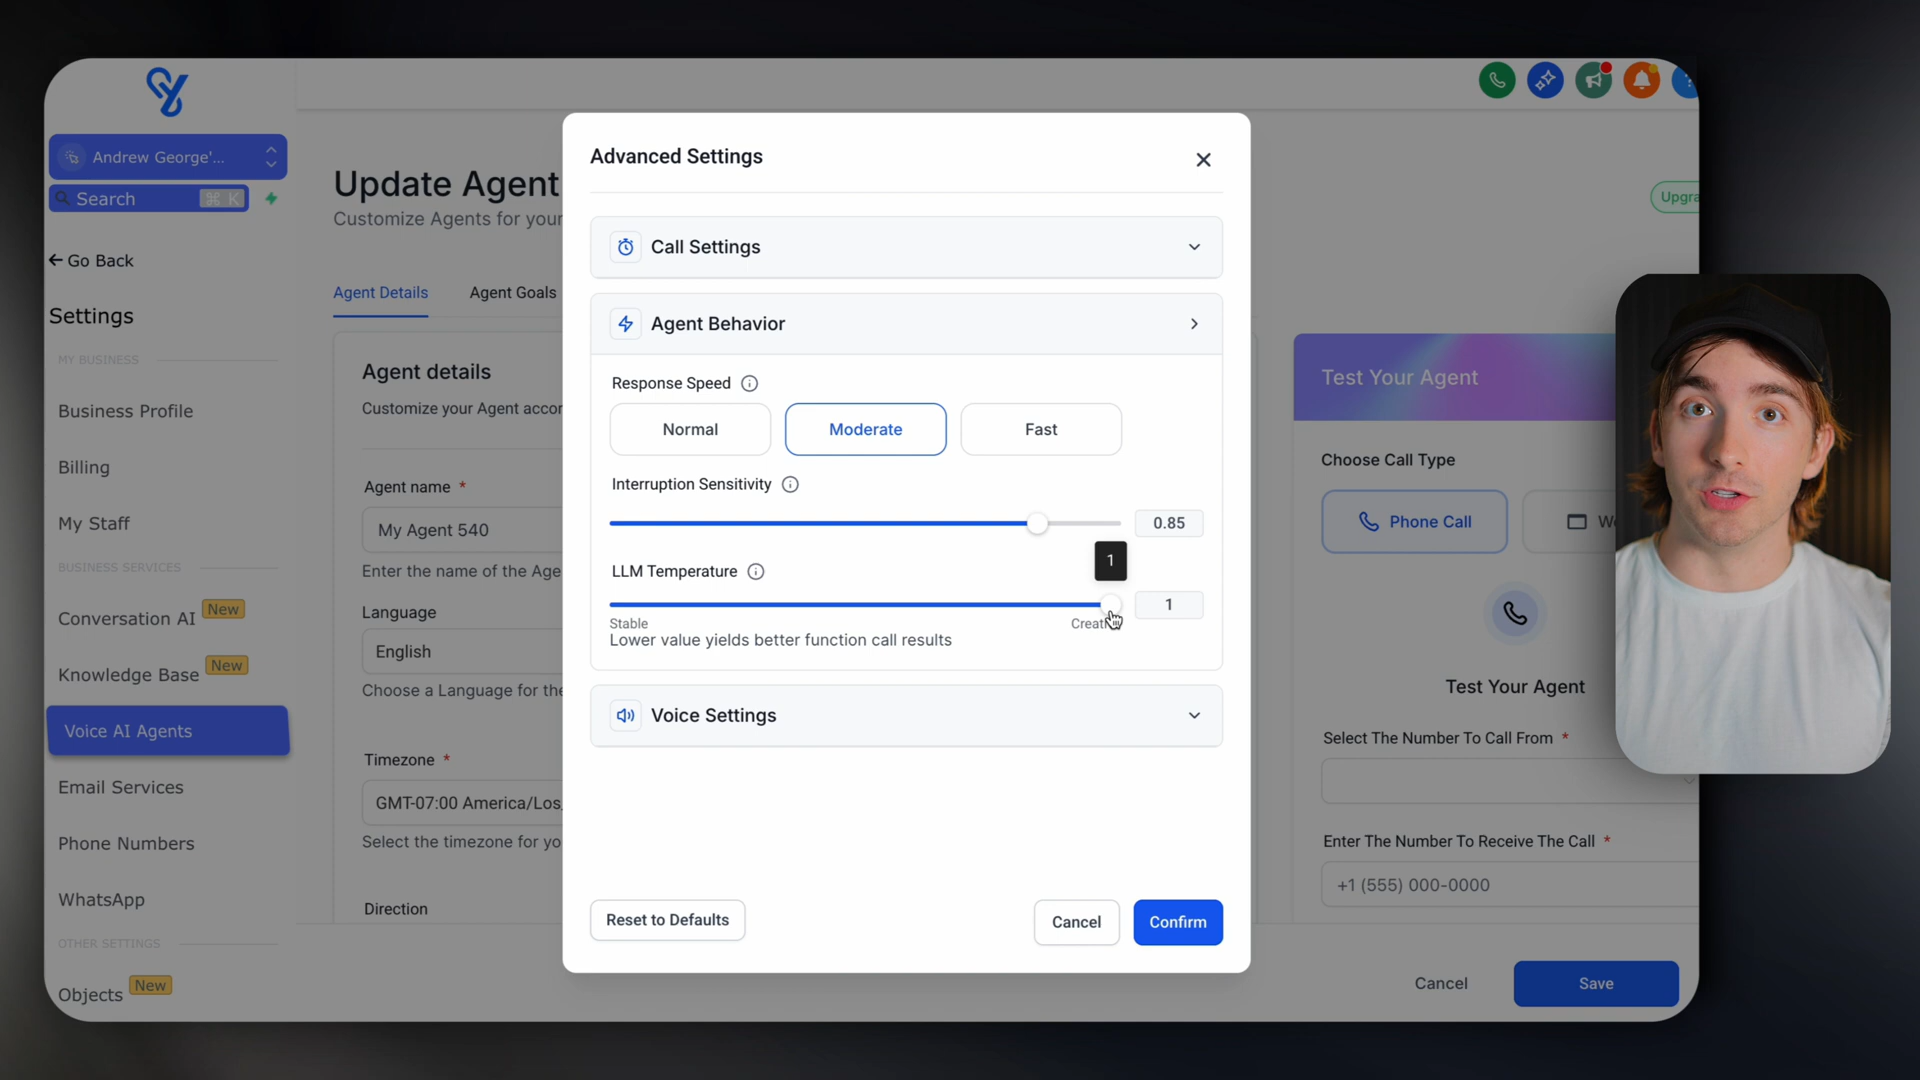 Andrew George'...
Search
⌘ K
Go Back
Settings
MY BUSINESS
Business Profile
Billing
My Staff
BUSINESS SERVICES
Conversation AI
New
Knowledge Base
New
Voice AI Agents
Email Services
Phone Numbers
WhatsApp
OTHER SETTINGS
Objects
New
Update Agent
Customize Agents for your
Upgra
Agent Details
Agent Goals
Agent details
Customize your Agent accor
Agent name *
My Agent 540
Enter the name of the Age
Language
English
Choose a Language for the
Timezone *
GMT-07:00 America/Los_
Select the timezone for yo
Direction
Advanced Settings
Call Settings
Agent Behavior
Response Speed
Normal
Moderate
Fast
Interruption Sensitivity
0.85
1
LLM Temperature
1
Stable
Creati
Lower value yields better function call results
Voice Settings
Reset to Defaults
Cancel
Confirm
Test Your Agent
Choose Call Type
Phone Call
W
Test Your Agent
Select The Number To Call From *
Enter The Number To Receive The Call *
+1 (555) 000-0000
Cancel
Save